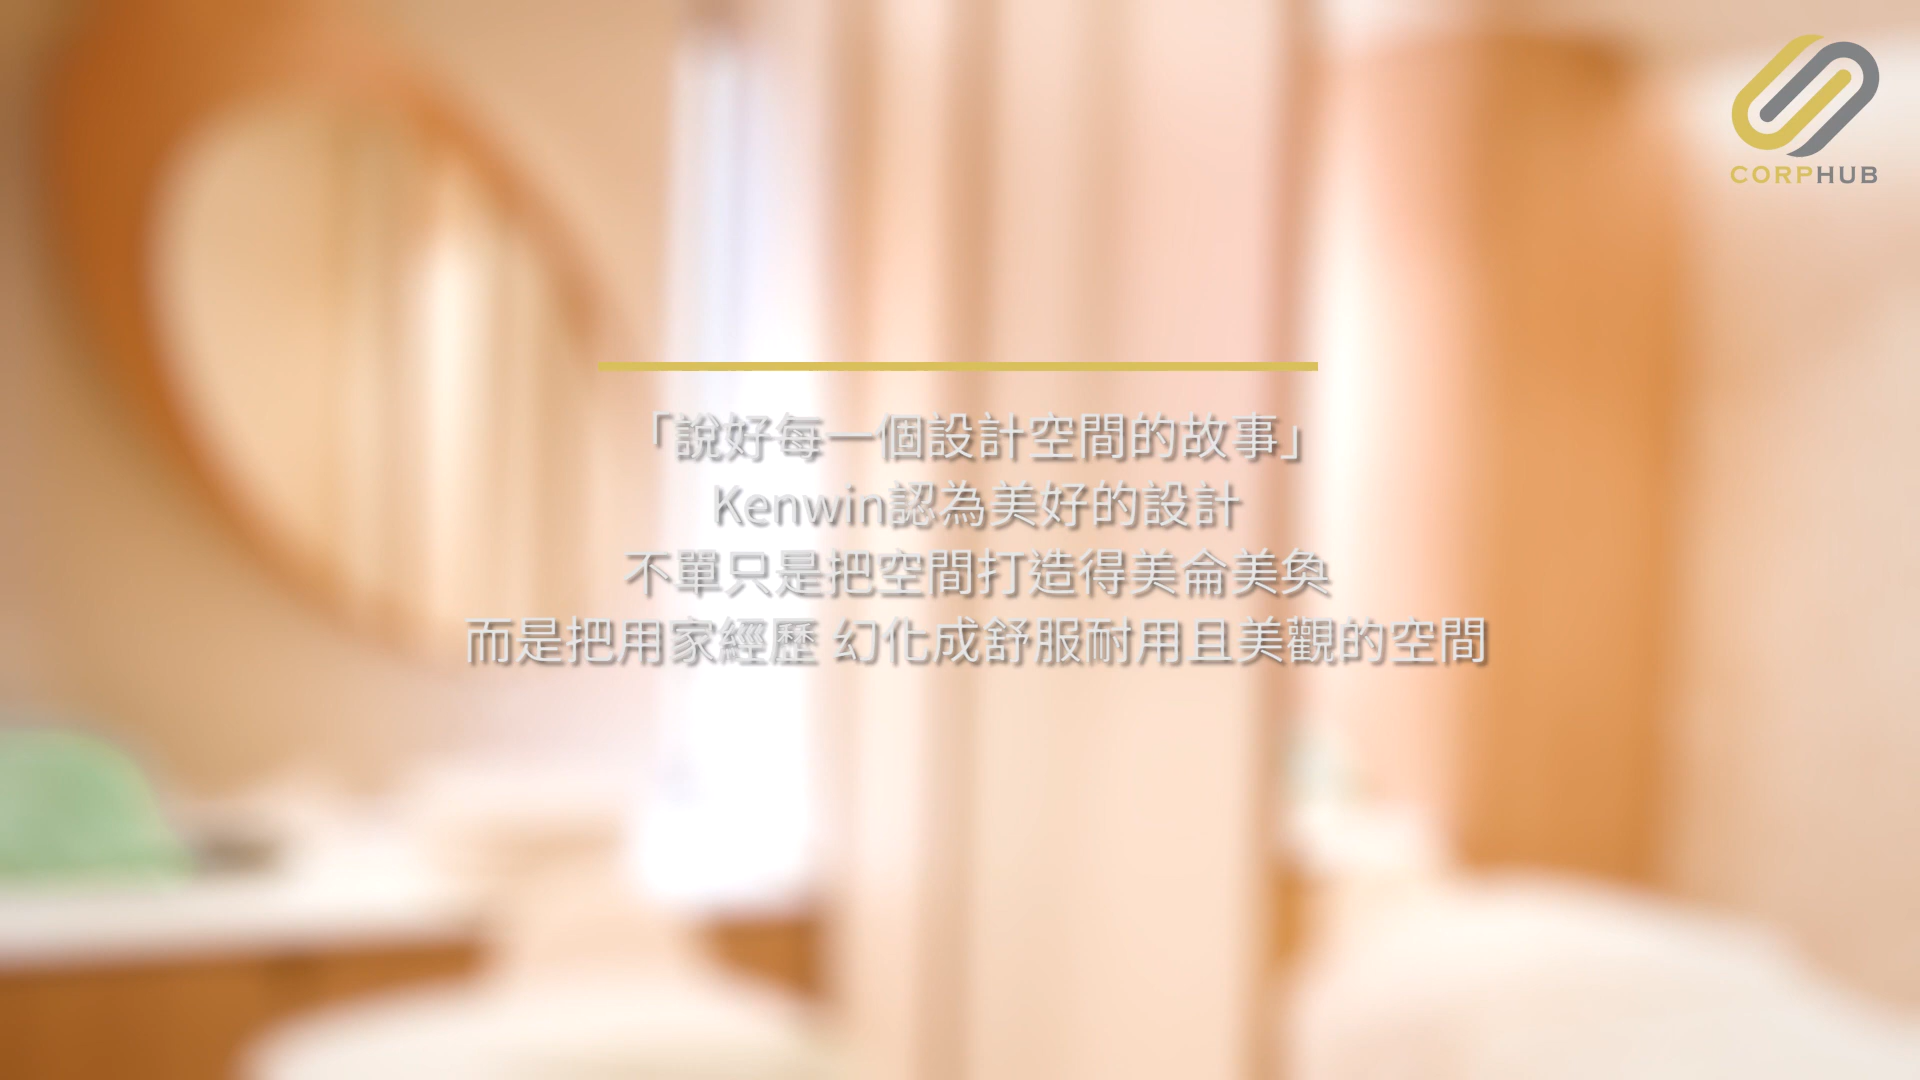 CORPHUB
「說好每一個設計空間的故事」
Kenwin認為美好的設計
不單只是把空間打造得美侖美奐
而是把用家經歷 幻化成舒服耐用且美觀的空間